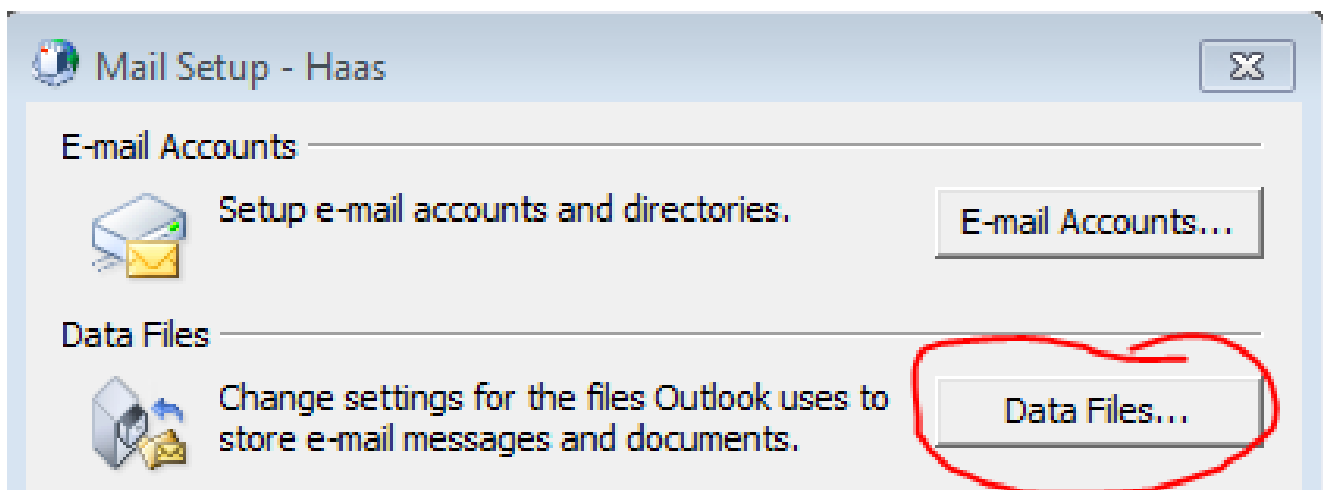 Mail Setup - Haas
E-mail Accounts
Setup e-mail accounts and directories.
E-mail Accounts...
Data Files
Change settings for the files Outlook uses to
store e-mail messages and documents.
Data Files...